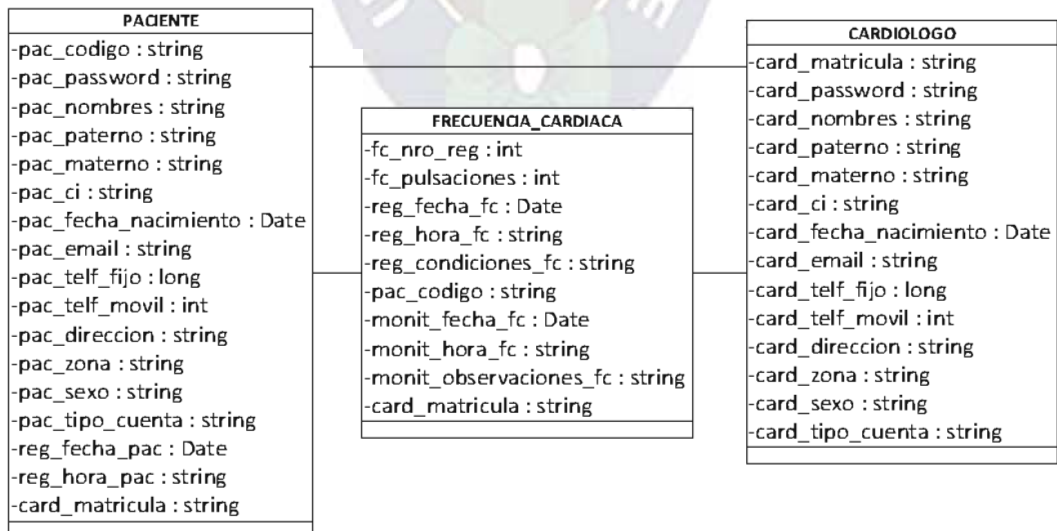 PACIENTE
-pac_codigo : string
-pac_password : string
-pac_nombres : string
-pac_paterno : string
-pac_materno : string
-pac_ci : string
-pac_fecha_nacimiento : Date
-pac_email : string
-pac_telf_fijo : long
-pac_telf_movil : int
-pac_direccion : string
-pac_zona : string
-pac_sexo : string
-pac_tipo_cuenta : string
-reg_fecha_pac : Date
-reg_hora_pac : string
-card_matricula : string
FRECUENCIA_CARDIACA
-fc_nro_reg : int
-fc_pulsaciones : int
-reg_fecha_fc : Date
-reg_hora_fc : string
-reg_condiciones_fc : string
-pac_codigo : string
-monit_fecha_fc : Date
-monit_hora_fc : string
-monit_observaciones_fc : string
-card_matricula : string
CARDIOLOGO
-card_matricula : string
-card_password : string
-card_nombres : string
-card_paterno : string
-card_materno : string
-card_ci : string
-card_fecha_nacimiento : Date
-card_email : string
-card_telf_fijo : long
-card_telf_movil : int
-card_direccion : string
-card_zona : string
-card_sexo : string
-card_tipo_cuenta : string